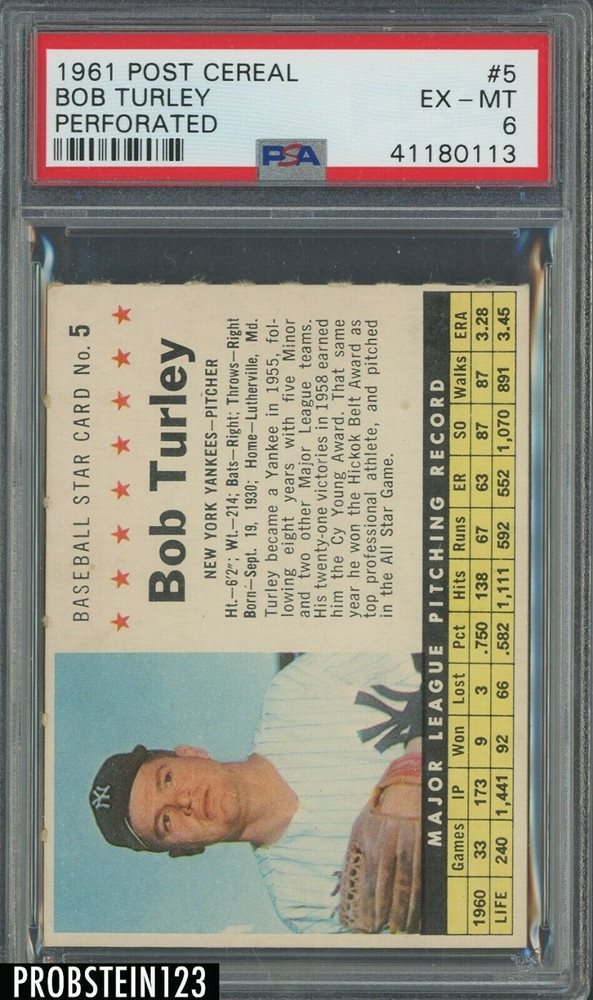 1961 POST CEREAL #5
BOB TURLEY EX - MT
PERFORATED 6
PSA 41180113
BASEBALL STAR CARD No. 5
Bob Turley
NEW YORK YANKEES—PITCHER
Ht.—6'2"; Wt.—214; Bats—Right; Throws—Right
Born—Sept. 19, 1930; Home—Lutherville, Md.
Turley became a Yankee in 1955, fol-
lowing eight years with five Minor
and two other Major League teams.
His twenty-one victories in 1958 earned
him the Cy Young Award. That same
year he won the Hickok Belt Award as
top professional athlete, and pitched
in the All Star Game.
NY
NY
MAJOR LEAGUE PITCHING RECORD
Games IP Won Lost Pct Hits Runs ER SO Walks ERA
1960 33 173 9 3 .750 138 67 63 87 87 3.28
LIFE 240 1,441 92 66 .582 1,111 592 552 1,070 891 3.45
PROBSTEIN123